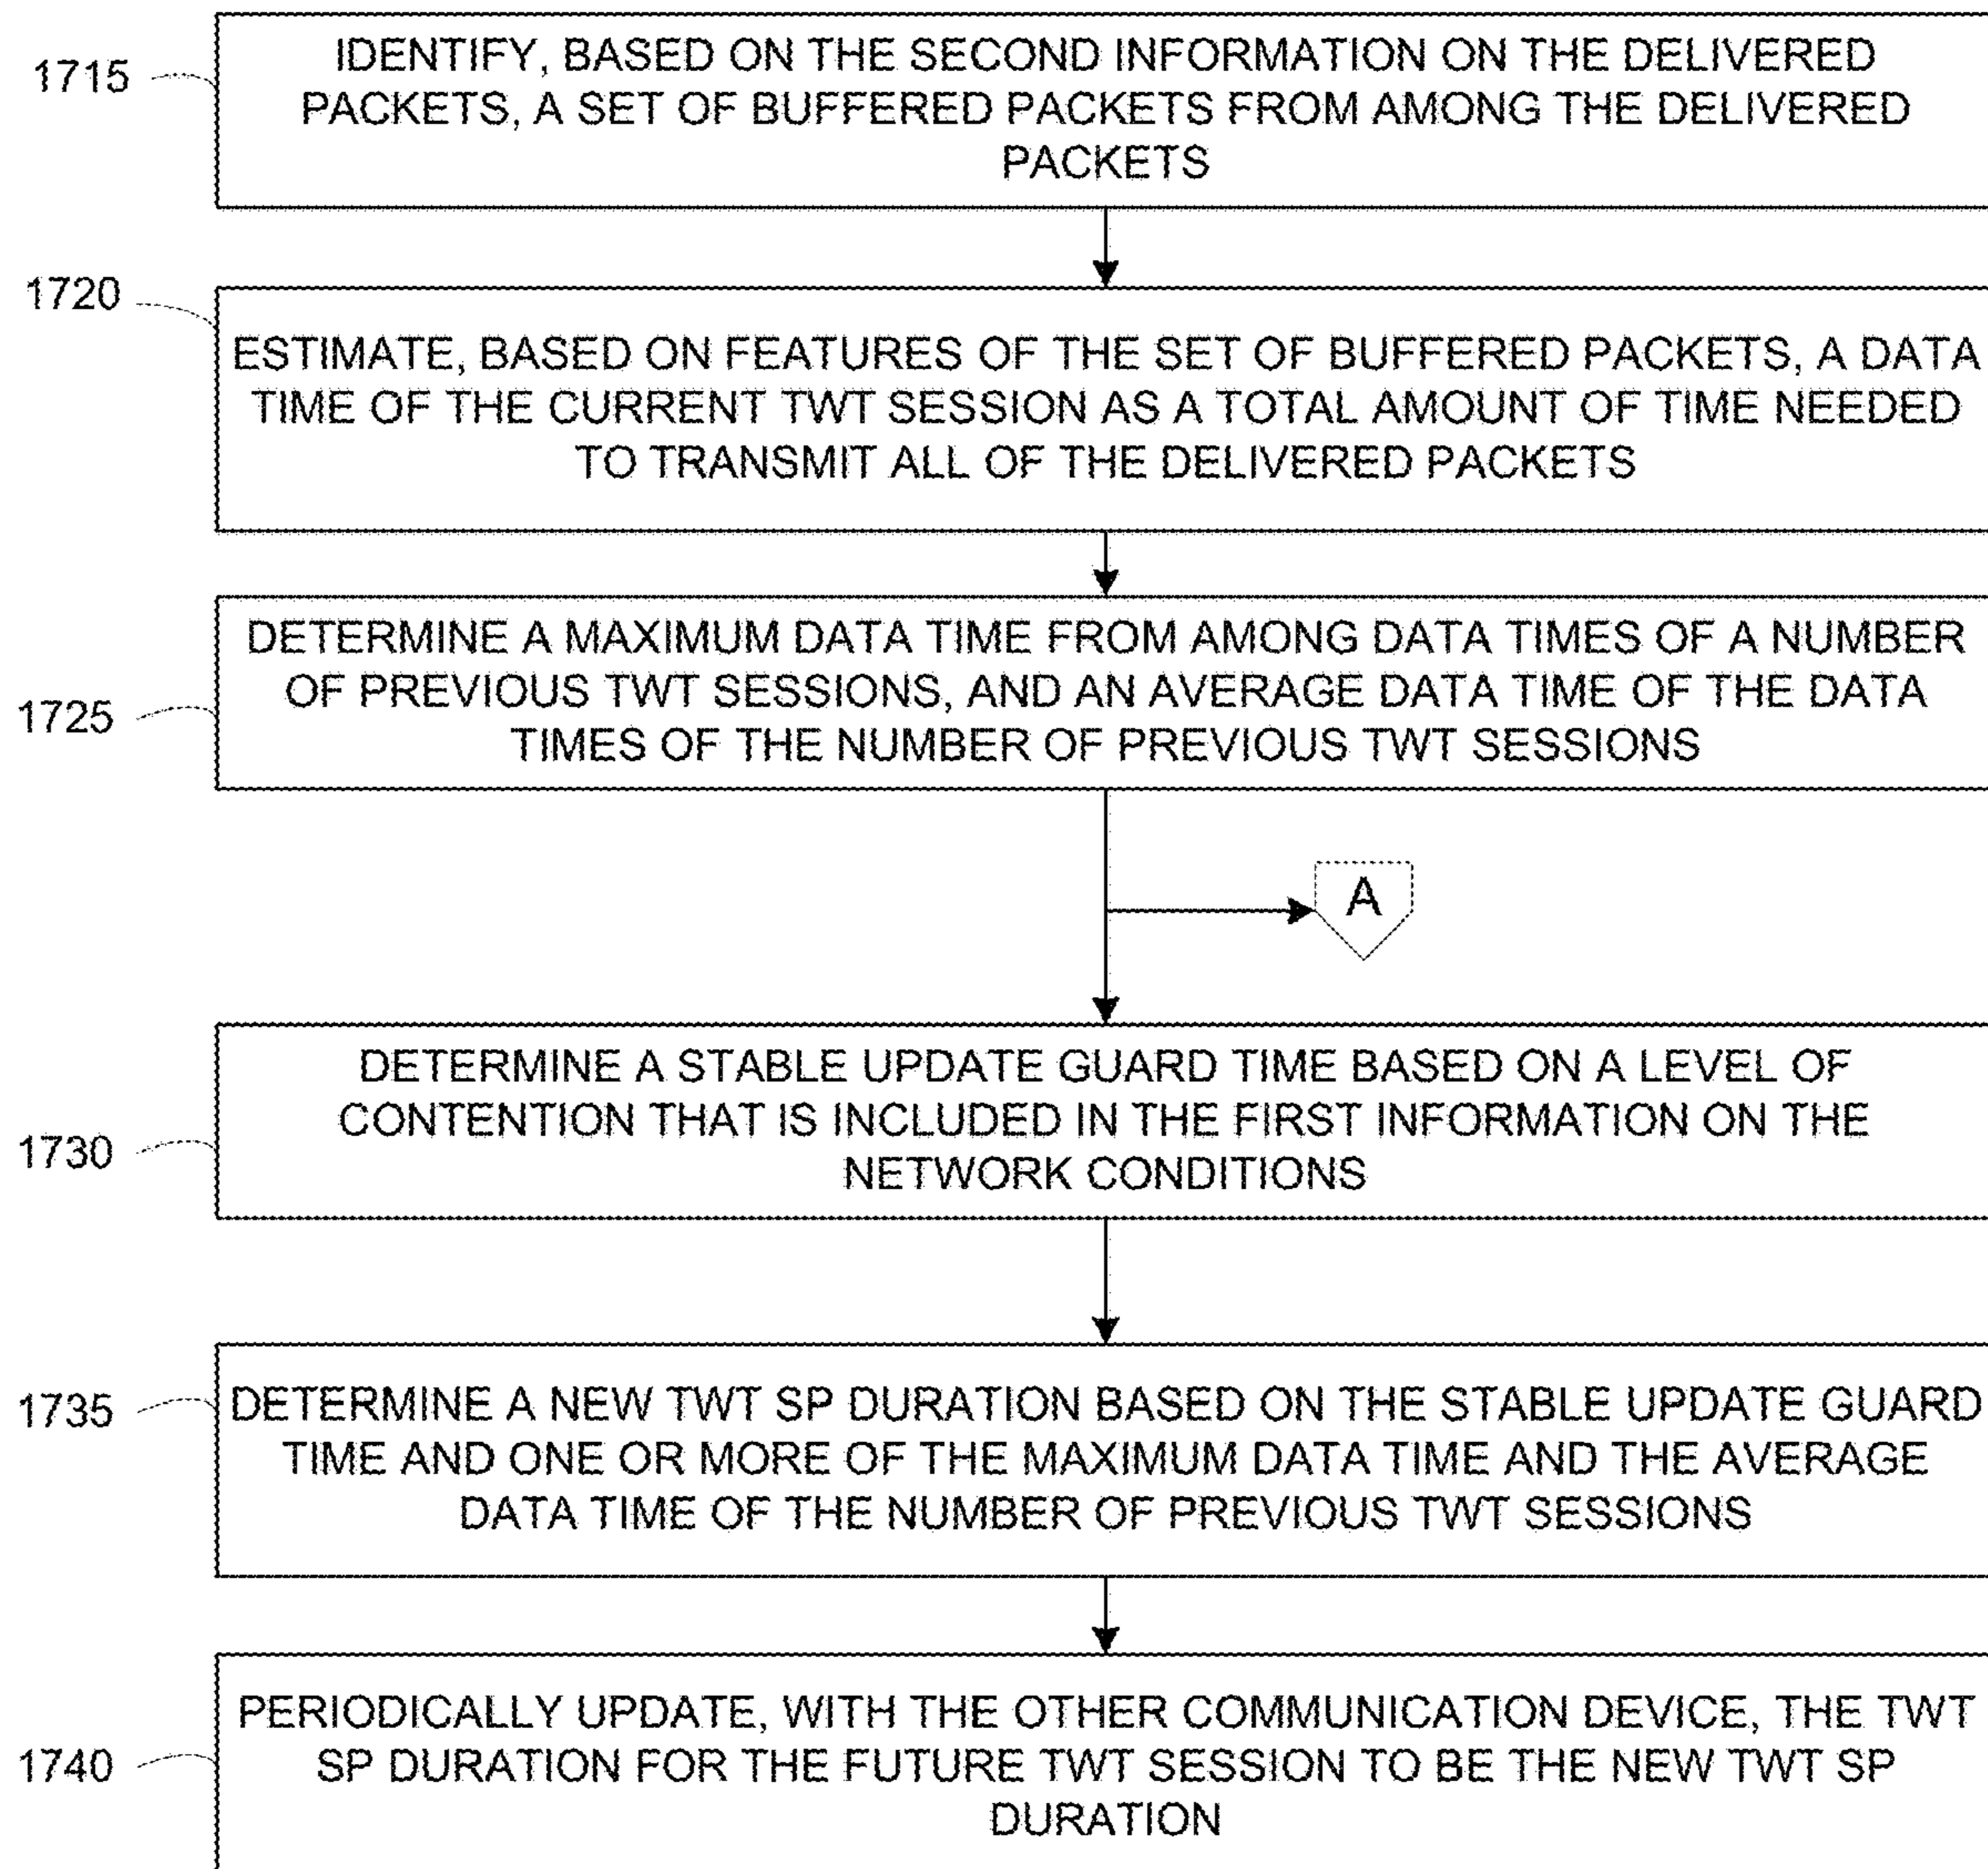 1715
IDENTIFY, BASED ON THE SECOND INFORMATION ON THE DELIVERED
PACKETS, A SET OF BUFFERED PACKETS FROM AMONG THE DELIVERED
PACKETS
1720
ESTIMATE, BASED ON FEATURES OF THE SET OF BUFFERED PACKETS, A DATA
TIME OF THE CURRENT TWT SESSION AS A TOTAL AMOUNT OF TIME NEEDED
TO TRANSMIT ALL OF THE DELIVERED PACKETS
1725
DETERMINE A MAXIMUM DATA TIME FROM AMONG DATA TIMES OF A NUMBER
OF PREVIOUS TWT SESSIONS, AND AN AVERAGE DATA TIME OF THE DATA
TIMES OF THE NUMBER OF PREVIOUS TWT SESSIONS
A
1730
DETERMINE A STABLE UPDATE GUARD TIME BASED ON A LEVEL OF
CONTENTION THAT IS INCLUDED IN THE FIRST INFORMATION ON THE
NETWORK CONDITIONS
1735
DETERMINE A NEW TWT SP DURATION BASED ON THE STABLE UPDATE GUARD
TIME AND ONE OR MORE OF THE MAXIMUM DATA TIME AND THE AVERAGE
DATA TIME OF THE NUMBER OF PREVIOUS TWT SESSIONS
1740
PERIODICALLY UPDATE, WITH THE OTHER COMMUNICATION DEVICE, THE TWT
SP DURATION FOR THE FUTURE TWT SESSION TO BE THE NEW TWT SP
DURATION